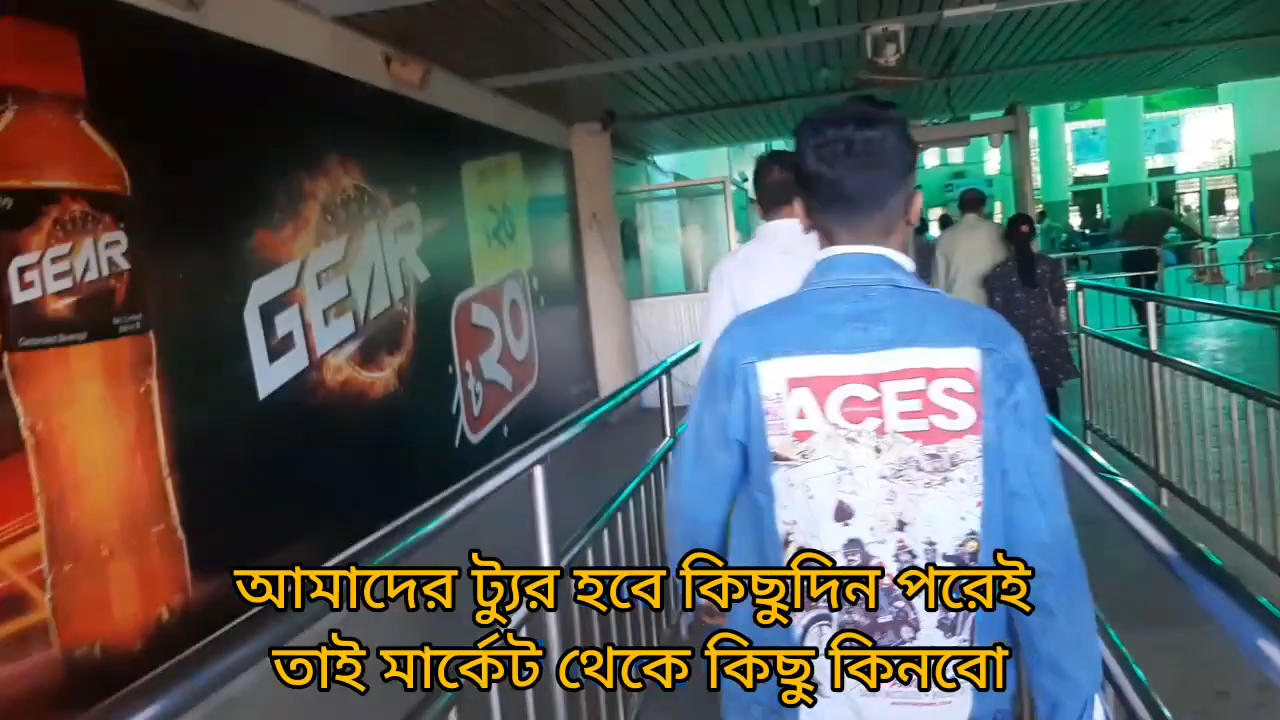 GEAR
GEAR
৳২০
ACES
আমাদের ট্যুর হবে কিছুদিন পরেই
তাই মার্কেট থেকে কিছু কিনবো